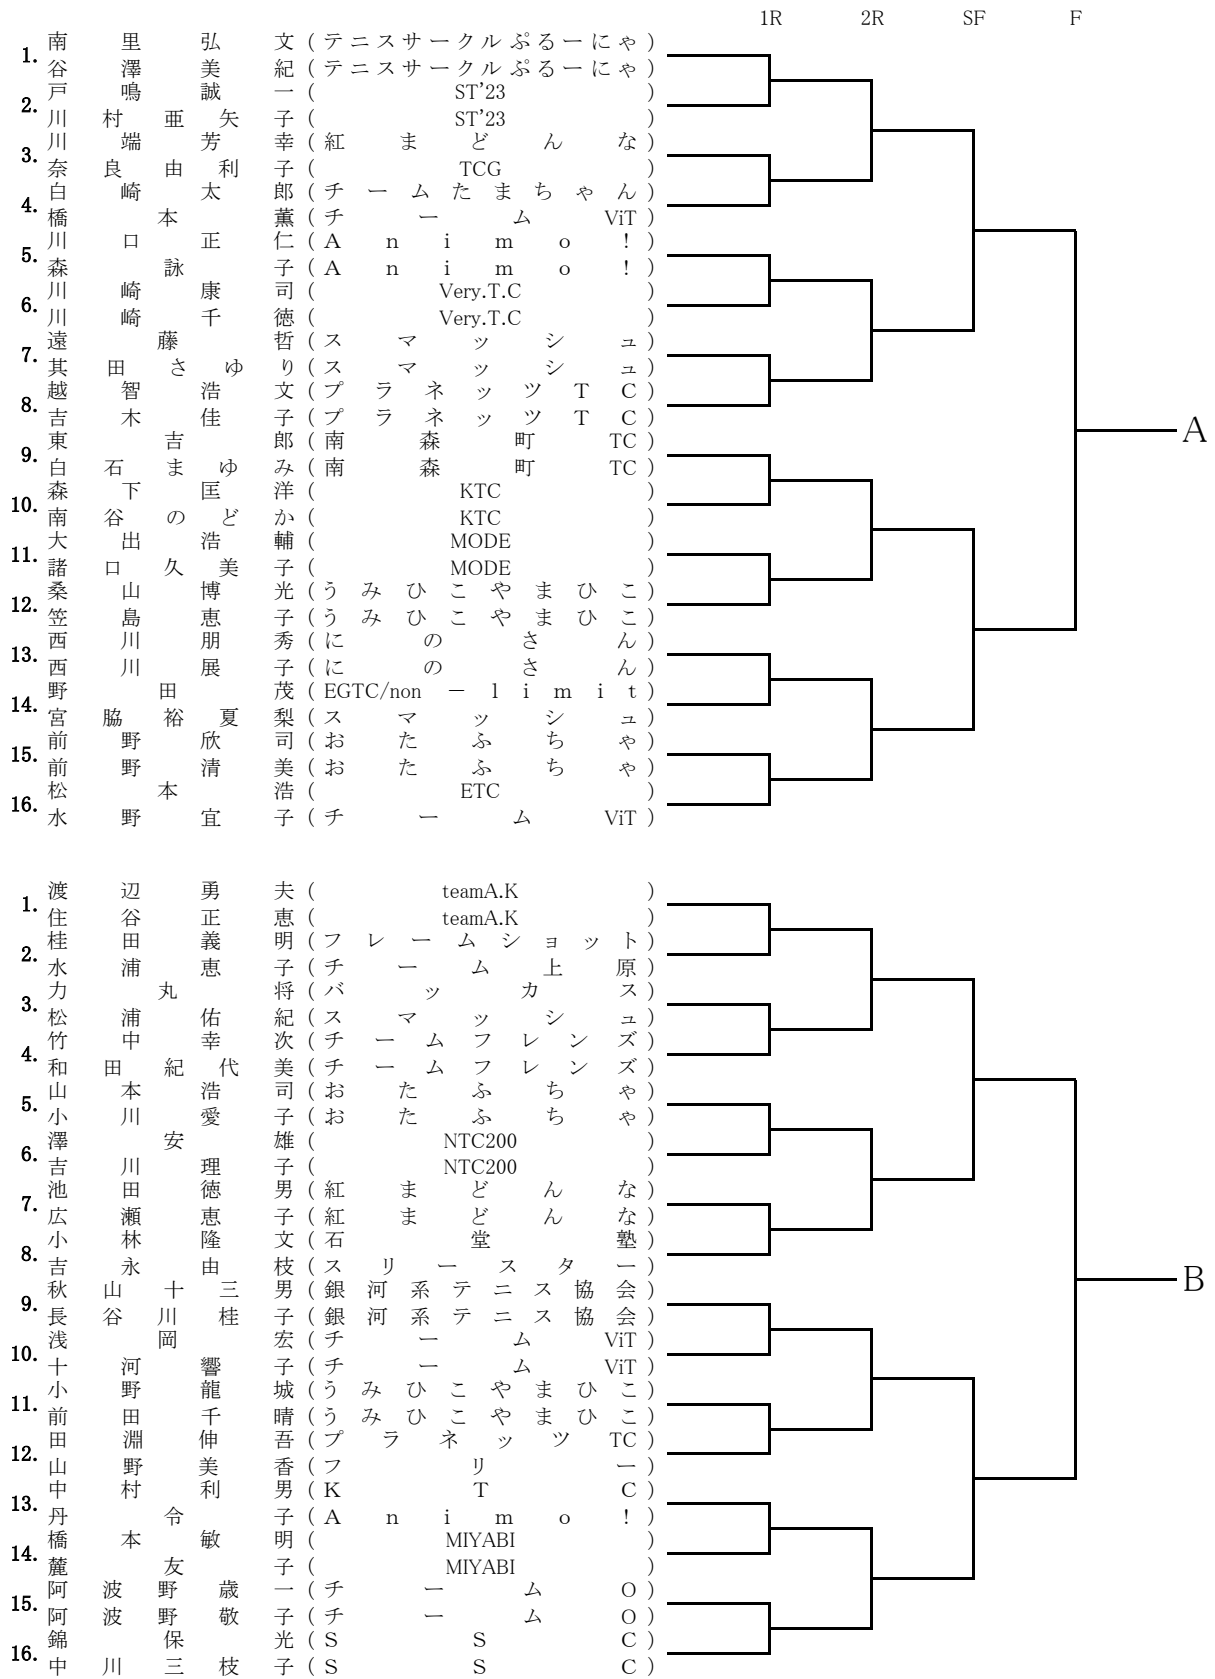 1R 2R SF F
1.
南里弘文(テニスサークルぷるーにゃ)
谷澤美紀(テニスサークルぷるーにゃ)
2.
戸鳴誠一(ST'23)
川村亜矢子(ST'23)
3.
川端芳幸(紅まどんな)
奈良由利子(TCG)
4.
白崎太郎(チームたまちゃん)
橋本薫(チームViT)
5.
川口正仁(Animo!)
森詠子(Animo!)
6.
川崎康司(Very.T.C)
川崎千徳(Very.T.C)
7.
遠藤哲(スマッシュ)
其田さゆり(スマッシュ)
8.
越智浩文(プラネッツTC)
吉木佳子(プラネッツTC)
A
9.
東吉郎(南森町TC)
白石まゆみ(南森町TC)
10.
森下匡洋(KTC)
南谷のどか(KTC)
11.
大出浩輔(MODE)
諸口久美子(MODE)
12.
桑山博光(うみひこやまひこ)
笠島恵子(うみひこやまひこ)
13.
西川朋秀(にのさん)
西川展子(にのさん)
14.
野田茂(EGTC/non－limit)
宮脇裕夏梨(スマッシュ)
15.
前野欣司(おたふちゃ)
前野清美(おたふちゃ)
16.
松本浩(ETC)
水野宜子(チームViT)
1.
渡辺勇夫(teamA.K)
住谷正恵(teamA.K)
2.
桂田義明(フレームショット)
水浦恵子(チーム上原)
3.
力丸将(バッカス)
松浦佑紀(スマッシュ)
4.
竹中幸次(チームフレンズ)
和田紀代美(チームフレンズ)
5.
山本浩司(おたふちゃ)
小川愛子(おたふちゃ)
6.
澤安雄(NTC200)
吉川理子(NTC200)
7.
池田徳男(紅まどんな)
広瀬恵子(紅まどんな)
8.
小林隆文(石堂塾)
吉永由枝(スリースター)
B
9.
秋山十三男(銀河系テニス協会)
長谷川桂子(銀河系テニス協会)
10.
浅岡宏(チームViT)
十河響子(チームViT)
11.
小野龍城(うみひこやまひこ)
前田千晴(うみひこやまひこ)
12.
田淵伸吾(プラネッツTC)
山野美香(フリー)
13.
中村利男(KTC)
丹令子(Animo!)
14.
橋本敏明(MIYABI)
麓友子(MIYABI)
15.
阿波野歳一(チームO)
阿波野敬子(チームO)
16.
錦保光(SSC)
中川三枝子(SSC)